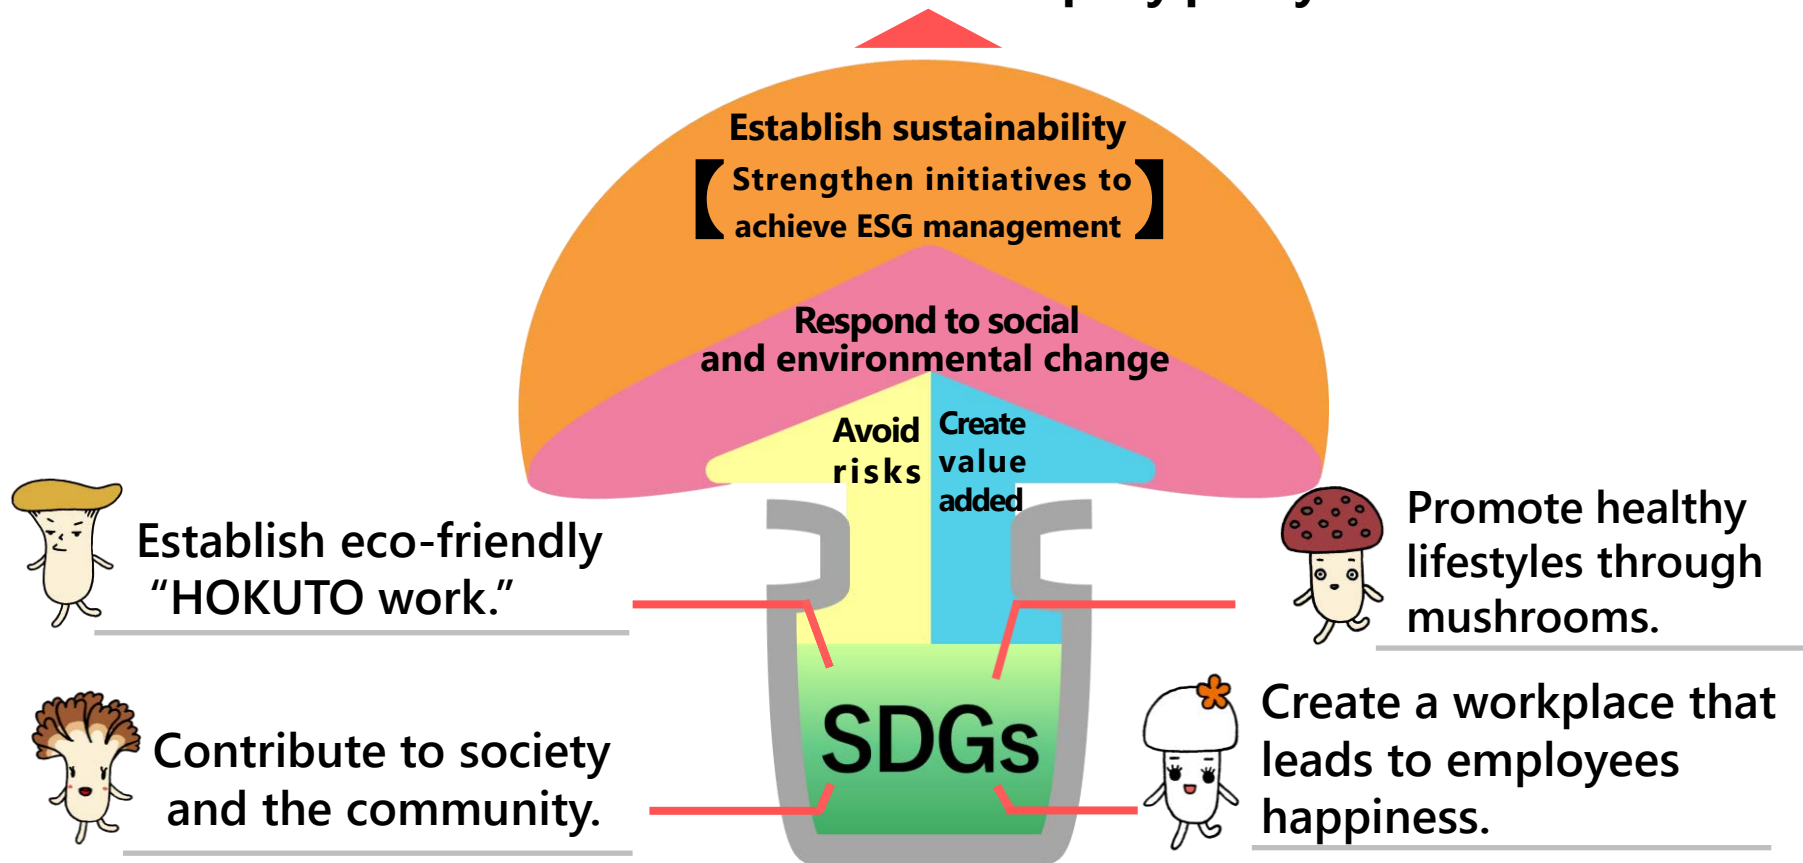 Establish sustainability
Strengthen initiatives to
achieve ESG management
Respond to social
and environmental change
Avoid
risks
Create
value
added
Establish eco-friendly
“HOKUTO work.”
Promote healthy
lifestyles through
mushrooms.
SDGs
Contribute to society
and the community.
Create a workplace that
leads to employees
happiness.